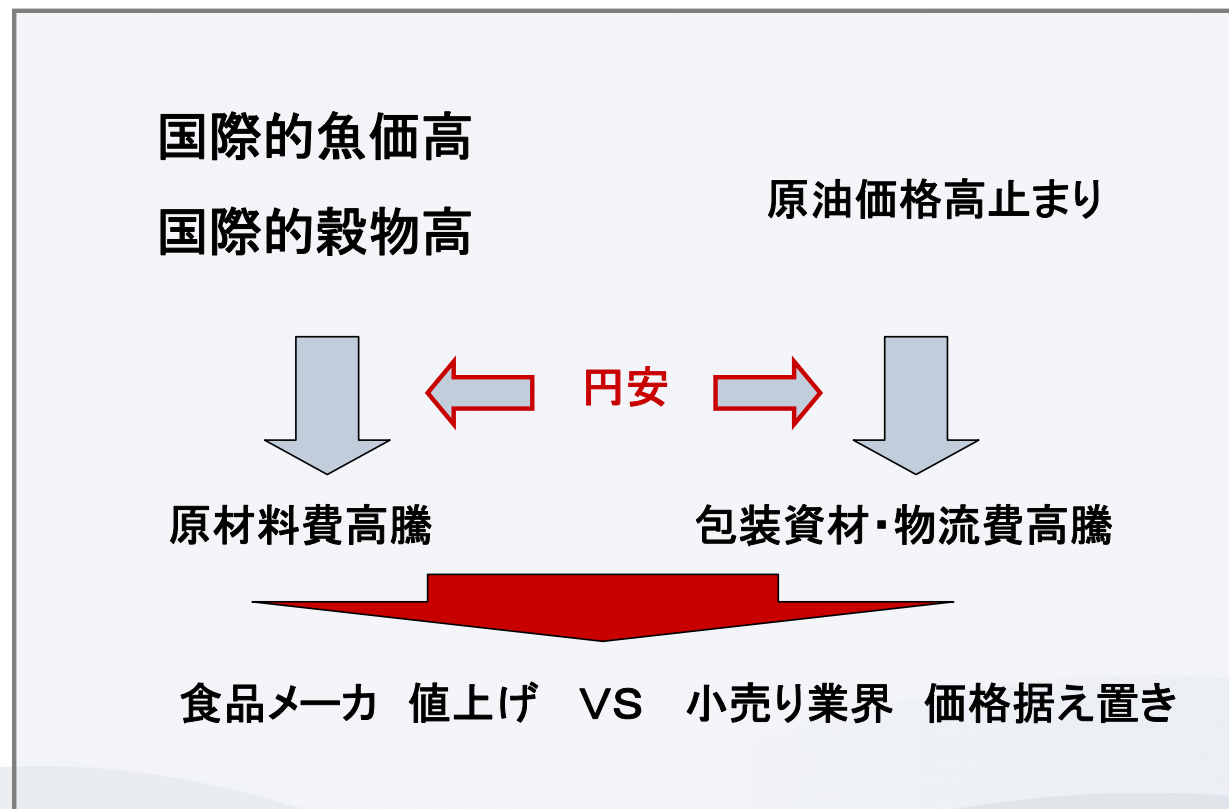 国際的魚価高
国際的穀物高
原油価格高止まり
円安
原材料費高騰
包装資材・物流費高騰
食品メーカ 値上げ VS 小売り業界 価格据え置き